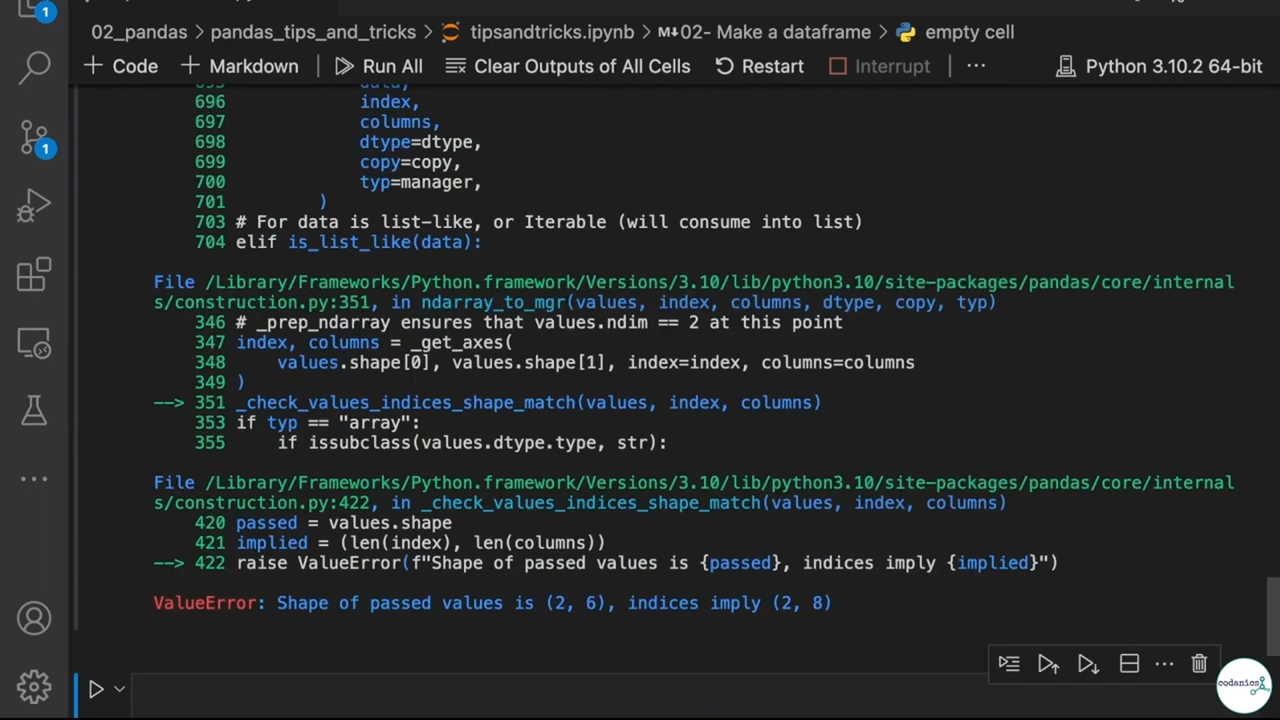 1
02_pandas > pandas_tips_and_tricks > tipsandtricks.ipynb > M↓02- Make a dataframe > empty cell
+ Code + Markdown | Run All Clear Outputs of All Cells Restart Interrupt | ... Python 3.10.2 64-bit
695 data,
696 index,
697 columns,
698 dtype=dtype,
699 copy=copy,
700 typ=manager,
701 )
703 # For data is list-like, or Iterable (will consume into list)
704 elif is_list_like(data):
File /Library/Frameworks/Python.framework/Versions/3.10/lib/python3.10/site-packages/pandas/core/internal
s/construction.py:351, in ndarray_to_mgr(values, index, columns, dtype, copy, typ)
346 # _prep_ndarray ensures that values.ndim == 2 at this point
347 index, columns = _get_axes(
348 values.shape[0], values.shape[1], index=index, columns=columns
349 )
--> 351 _check_values_indices_shape_match(values, index, columns)
353 if typ == "array":
355 if issubclass(values.dtype.type, str):
File /Library/Frameworks/Python.framework/Versions/3.10/lib/python3.10/site-packages/pandas/core/internal
s/construction.py:422, in _check_values_indices_shape_match(values, index, columns)
420 passed = values.shape
421 implied = (len(index), len(columns))
--> 422 raise ValueError(f"Shape of passed values is {passed}, indices imply {implied}")
ValueError: Shape of passed values is (2, 6), indices imply (2, 8)
1
codanics